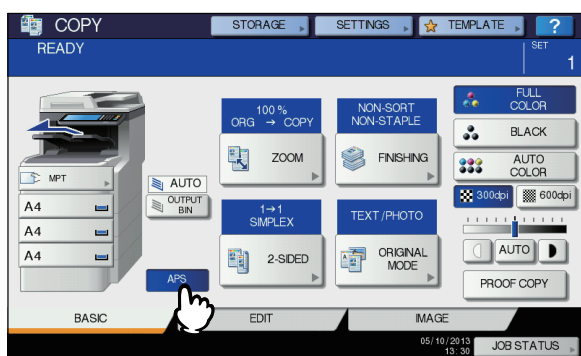 COPY
STORAGE
SETTINGS
TEMPLATE
?
READY
SET
1
100 %
ORG → COPY
ZOOM
NON-SORT
NON-STAPLE
FINISHING
FULL
COLOR
BLACK
AUTO
COLOR
300dpi
600dpi
MPT
A4
A4
A4
AUTO
OUTPUT
BIN
APS
1→1
SIMPLEX
2-SIDED
TEXT/PHOTO
ORIGINAL
MODE
AUTO
PROOF COPY
BASIC
EDIT
IMAGE
05/10/2013
13:30
JOB STATUS